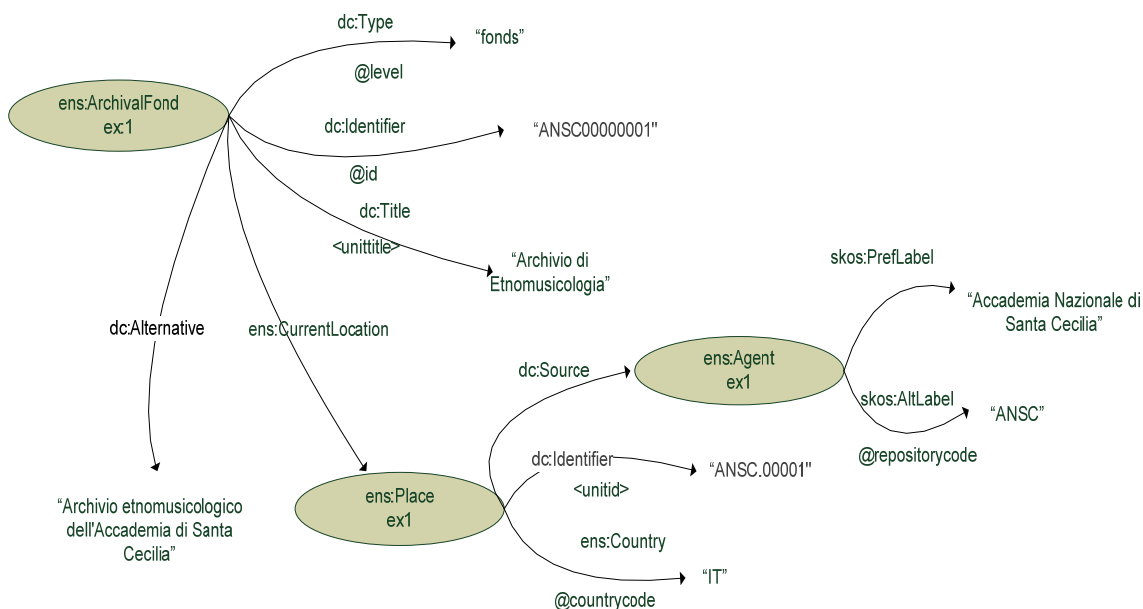 dc:Type
“fonds”
@level
ens:ArchivalFond
ex:1
dc:Identifier
“ANSC00000001"
@id
dc:Title
<unittitle>
“Archivio di
Etnomusicologia”
skos:PrefLabel
“Accademia Nazionale di
Santa Cecilia”
dc:Alternative
ens:CurrentLocation
ens:Agent
ex1
dc:Source
skos:AltLabel
“ANSC”
@repositorycode
dc:Identifier
“ANSC.00001"
<unitid>
ens:Place
ex1
“Archivio etnomusicologico
dell'Accademia di Santa
Cecilia”
ens:Country
“IT”
@countrycode